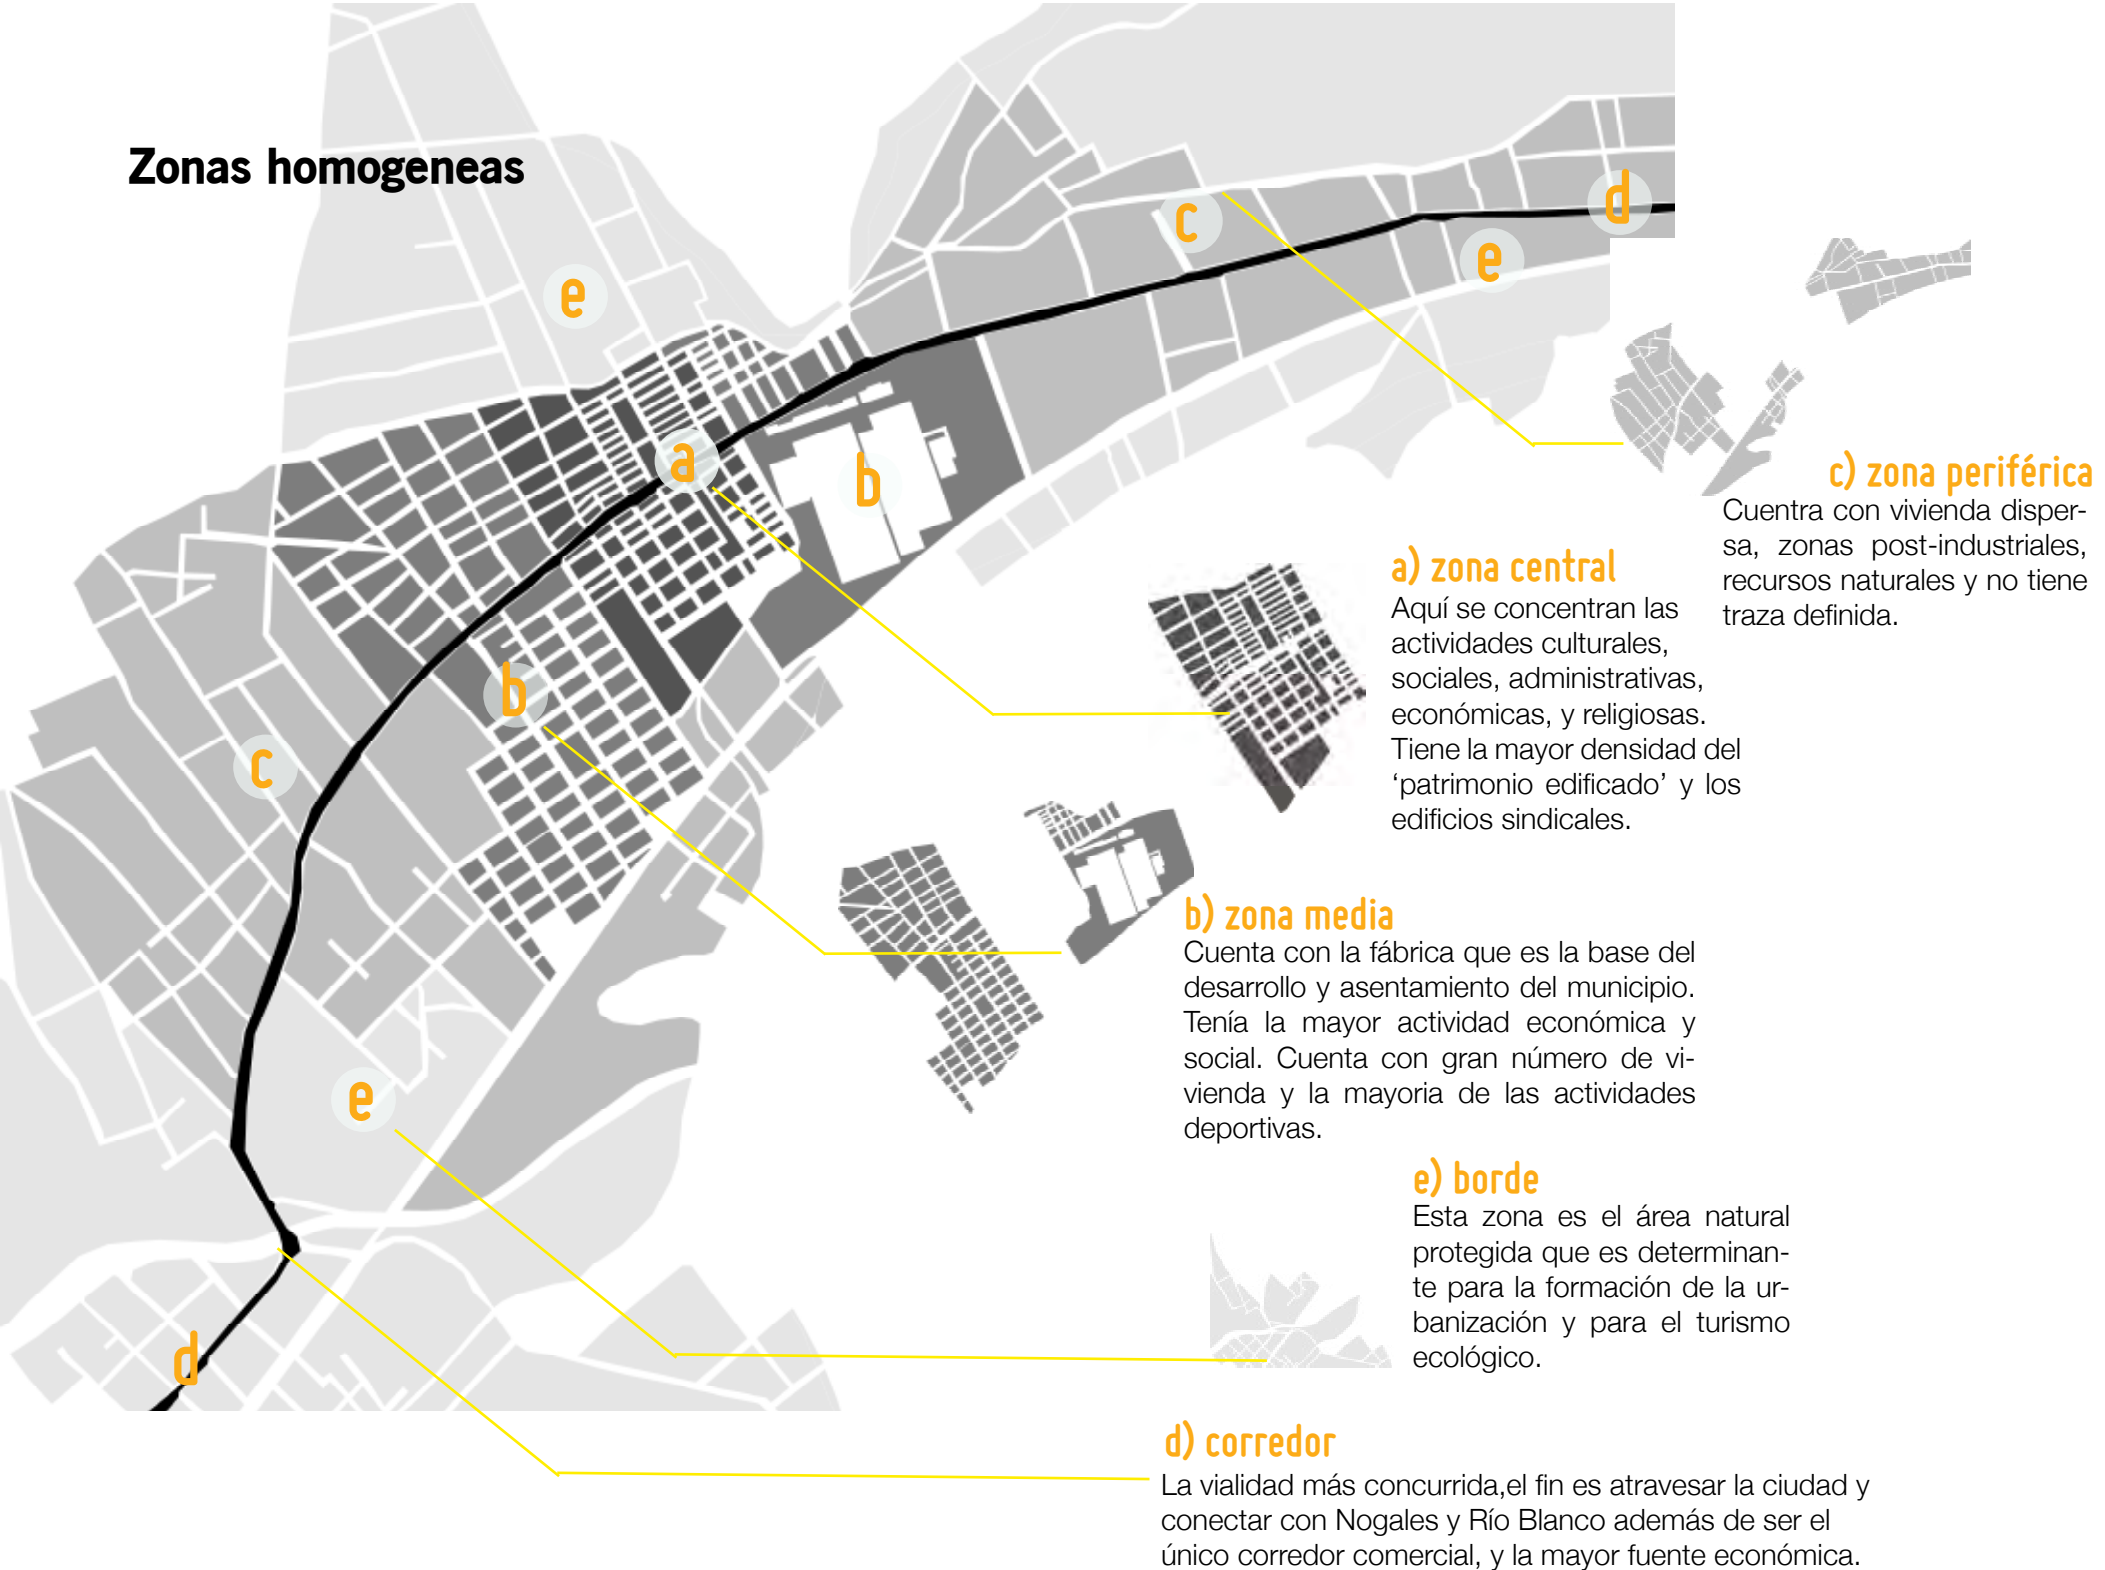 Zonas homogeneas
d
c
e
e
a
b
b
c
e
d
c) zona periférica
Cuentra con vivienda disper-
sa, zonas post-industriales,
recursos naturales y no tiene
traza definida.
a) zona central
Aquí se concentran las
actividades culturales,
sociales, administrativas,
económicas, y religiosas.
Tiene la mayor densidad del
‘patrimonio edificado’ y los
edificios sindicales.
b) zona media
Cuenta con la fábrica que es la base del
desarrollo y asentamiento del municipio.
Tenía la mayor actividad económica y
social. Cuenta con gran número de vi-
vienda y la mayoria de las actividades
deportivas.
e) borde
Esta zona es el área natural
protegida que es determinan-
te para la formación de la ur-
banización y para el turismo
ecológico.
d) corredor
La vialidad más concurrida,el fin es atravesar la ciudad y
conectar con Nogales y Río Blanco además de ser el
único corredor comercial, y la mayor fuente económica.